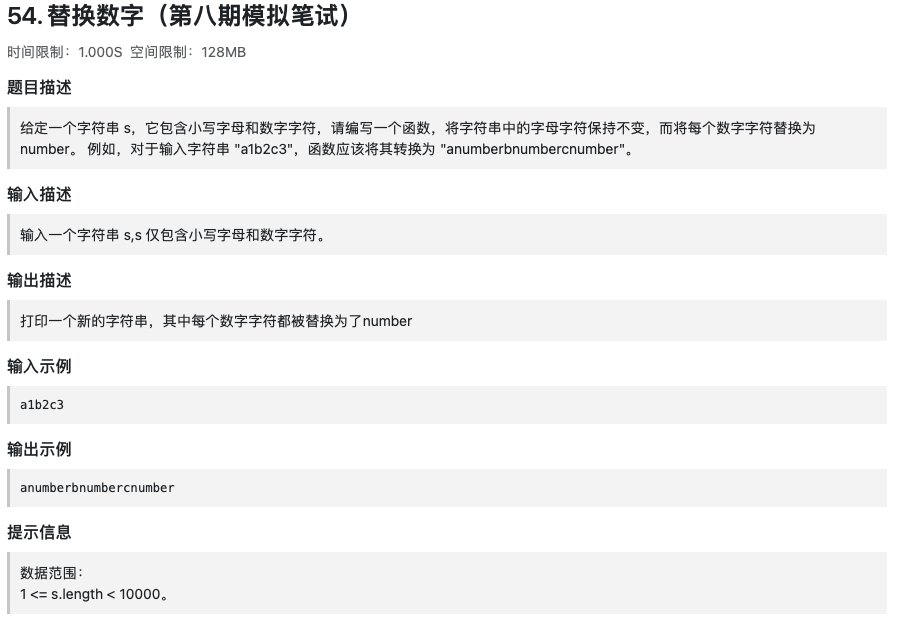 54. 替换数字（第八期模拟笔试）
时间限制：1.000S 空间限制：128MB
题目描述
给定一个字符串 s，它包含小写字母和数字字符，请编写一个函数，将字符串中的字母字符保持不变，而将每个数字字符替换为
number。 例如，对于输入字符串 "a1b2c3"，函数应该将其转换为 "anumberbnumbercnumber"。
输入描述
输入一个字符串 s,s 仅包含小写字母和数字字符。
输出描述
打印一个新的字符串，其中每个数字字符都被替换为了number
输入示例
a1b2c3
输出示例
anumberbnumbercnumber
提示信息
数据范围：
1 <= s.length < 10000。